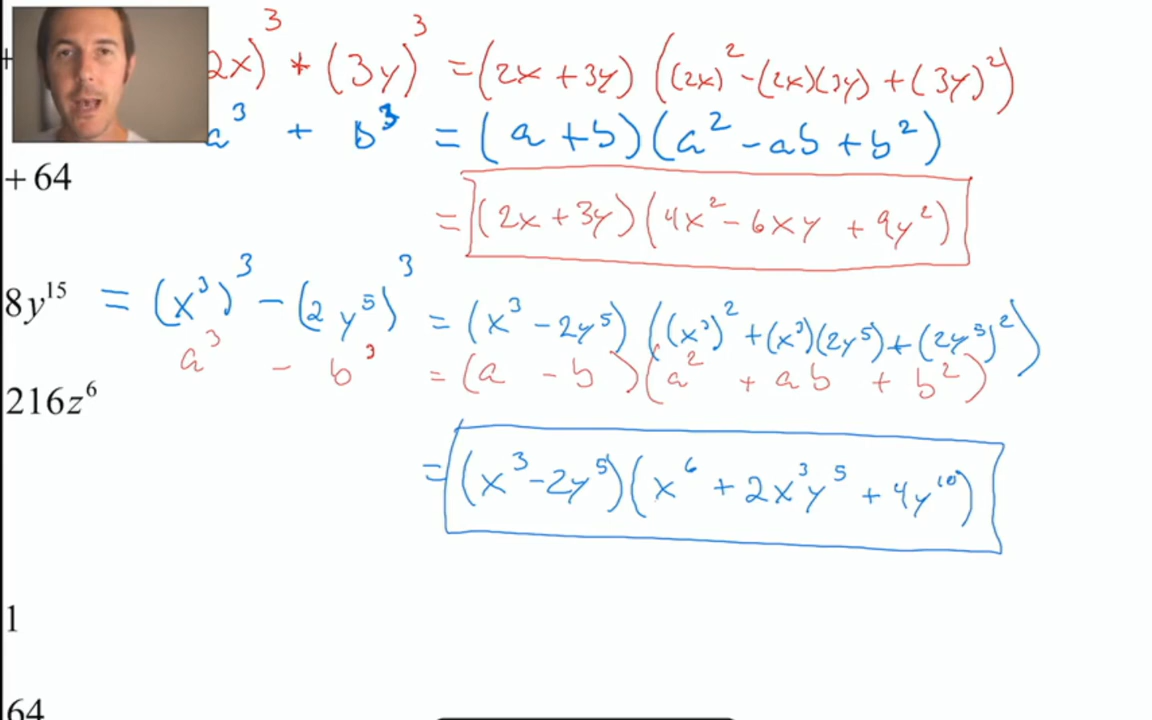 2x)³ + (3y)³ = (2x + 3y) ((2x)² - (2x)(3y) + (3y)²)
a³ + b³ = (a + b)(a² - ab + b²)
+ 64
= (2x + 3y)(4x² - 6xy + 9y²)
8y¹⁵ = (x³)³ - (2y⁵)³ = (x³ - 2y⁵) ((x³)² + (x³)(2y⁵) + (2y⁵)²)
a³ - b³ = (a - b)(a² + ab + b²)
216z⁶
= (x³ - 2y⁵)(x⁶ + 2x³y⁵ + 4y¹⁰)
1
64